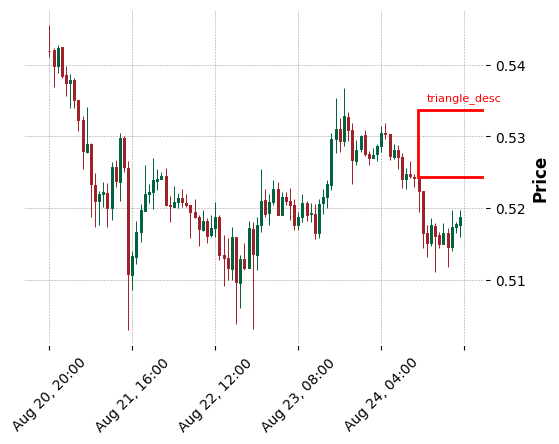 triangle_desc
0.54
0.53
0.52
0.51
Price
Aug 20, 20:00
Aug 21, 16:00
Aug 22, 12:00
Aug 23, 08:00
Aug 24, 04:00